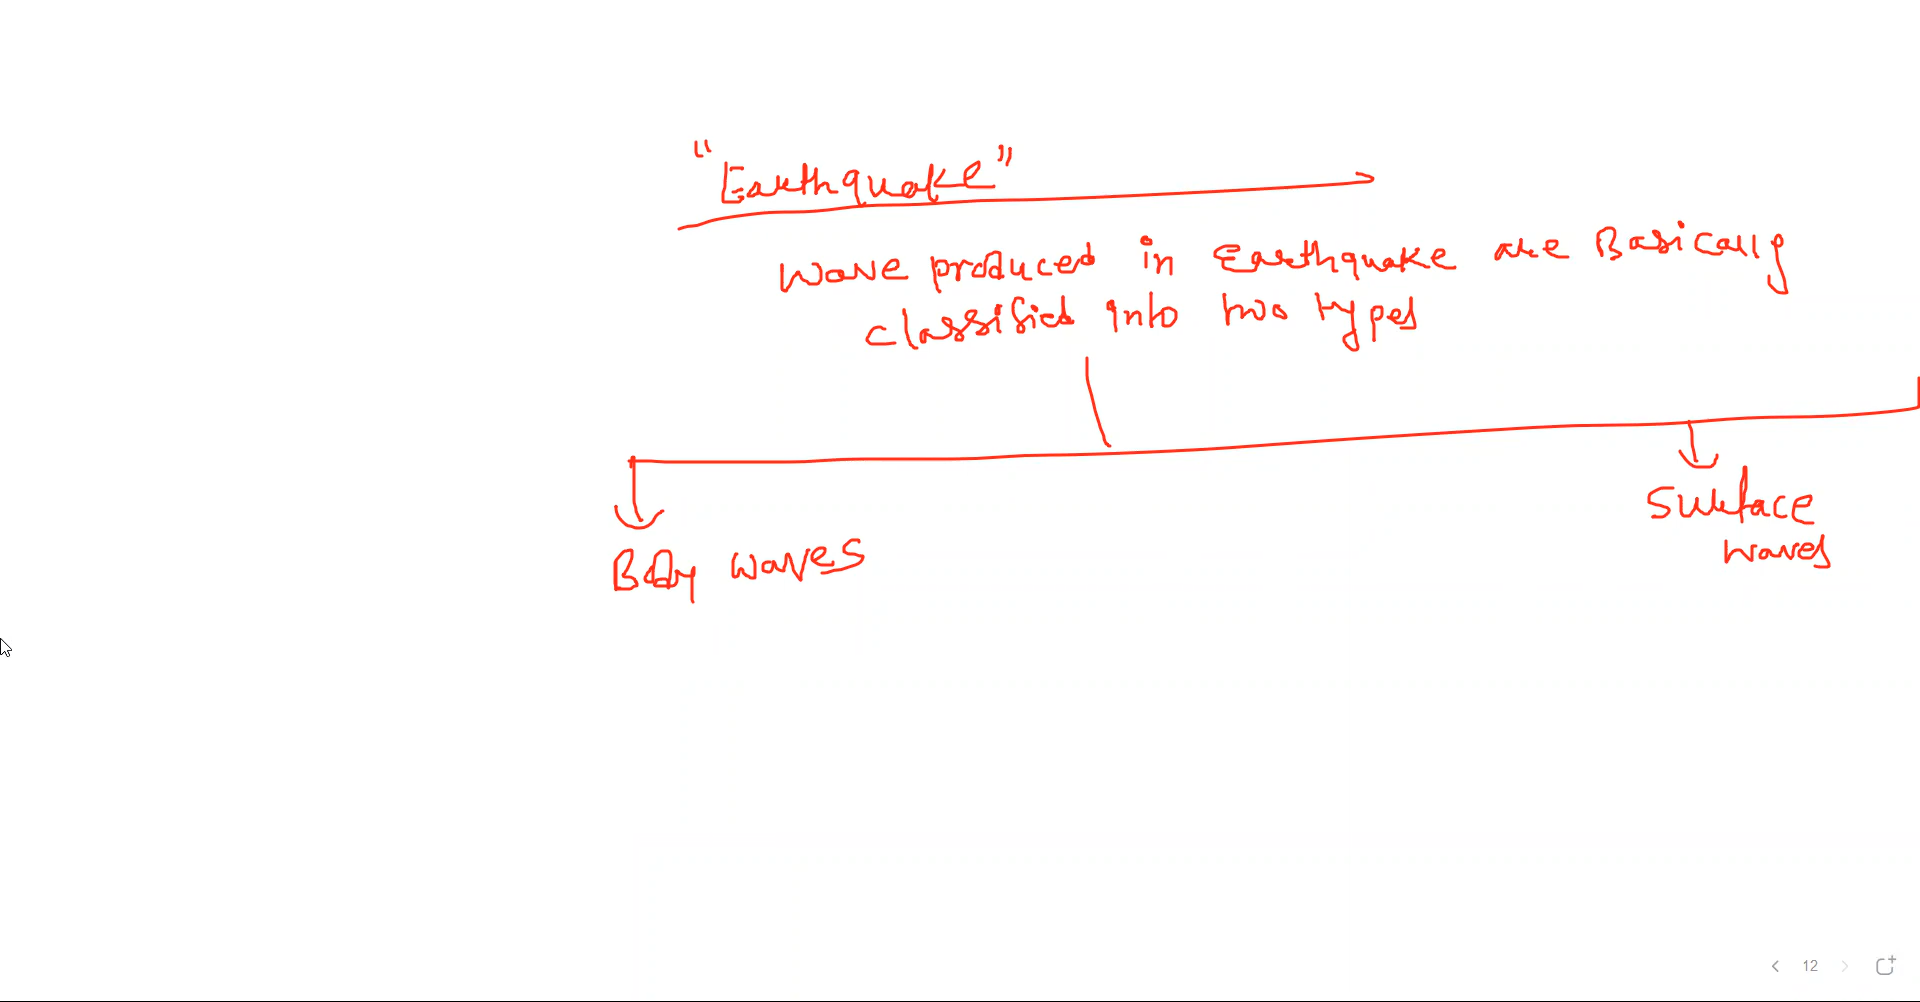 "Earthquake"
Wave produced in Earthquake are Basically
classified into two types
Body waves
Surface
waves
12